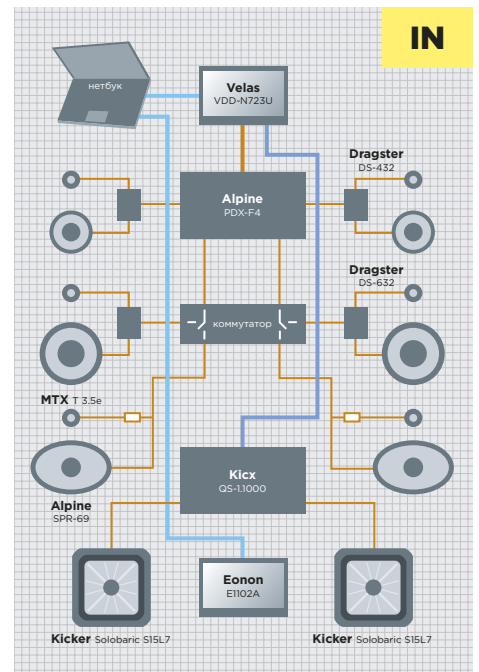 IN
нетбук
Velas
VDD-N723U
Dragster
DS-432
Alpine
PDX-F4
Dragster
DS-632
коммутатор
MTX T 3.5e
Kicx
QS-1.1000
Alpine
SPR-69
Eonon
E1102A
Kicker Solobaric S15L7
Kicker Solobaric S15L7